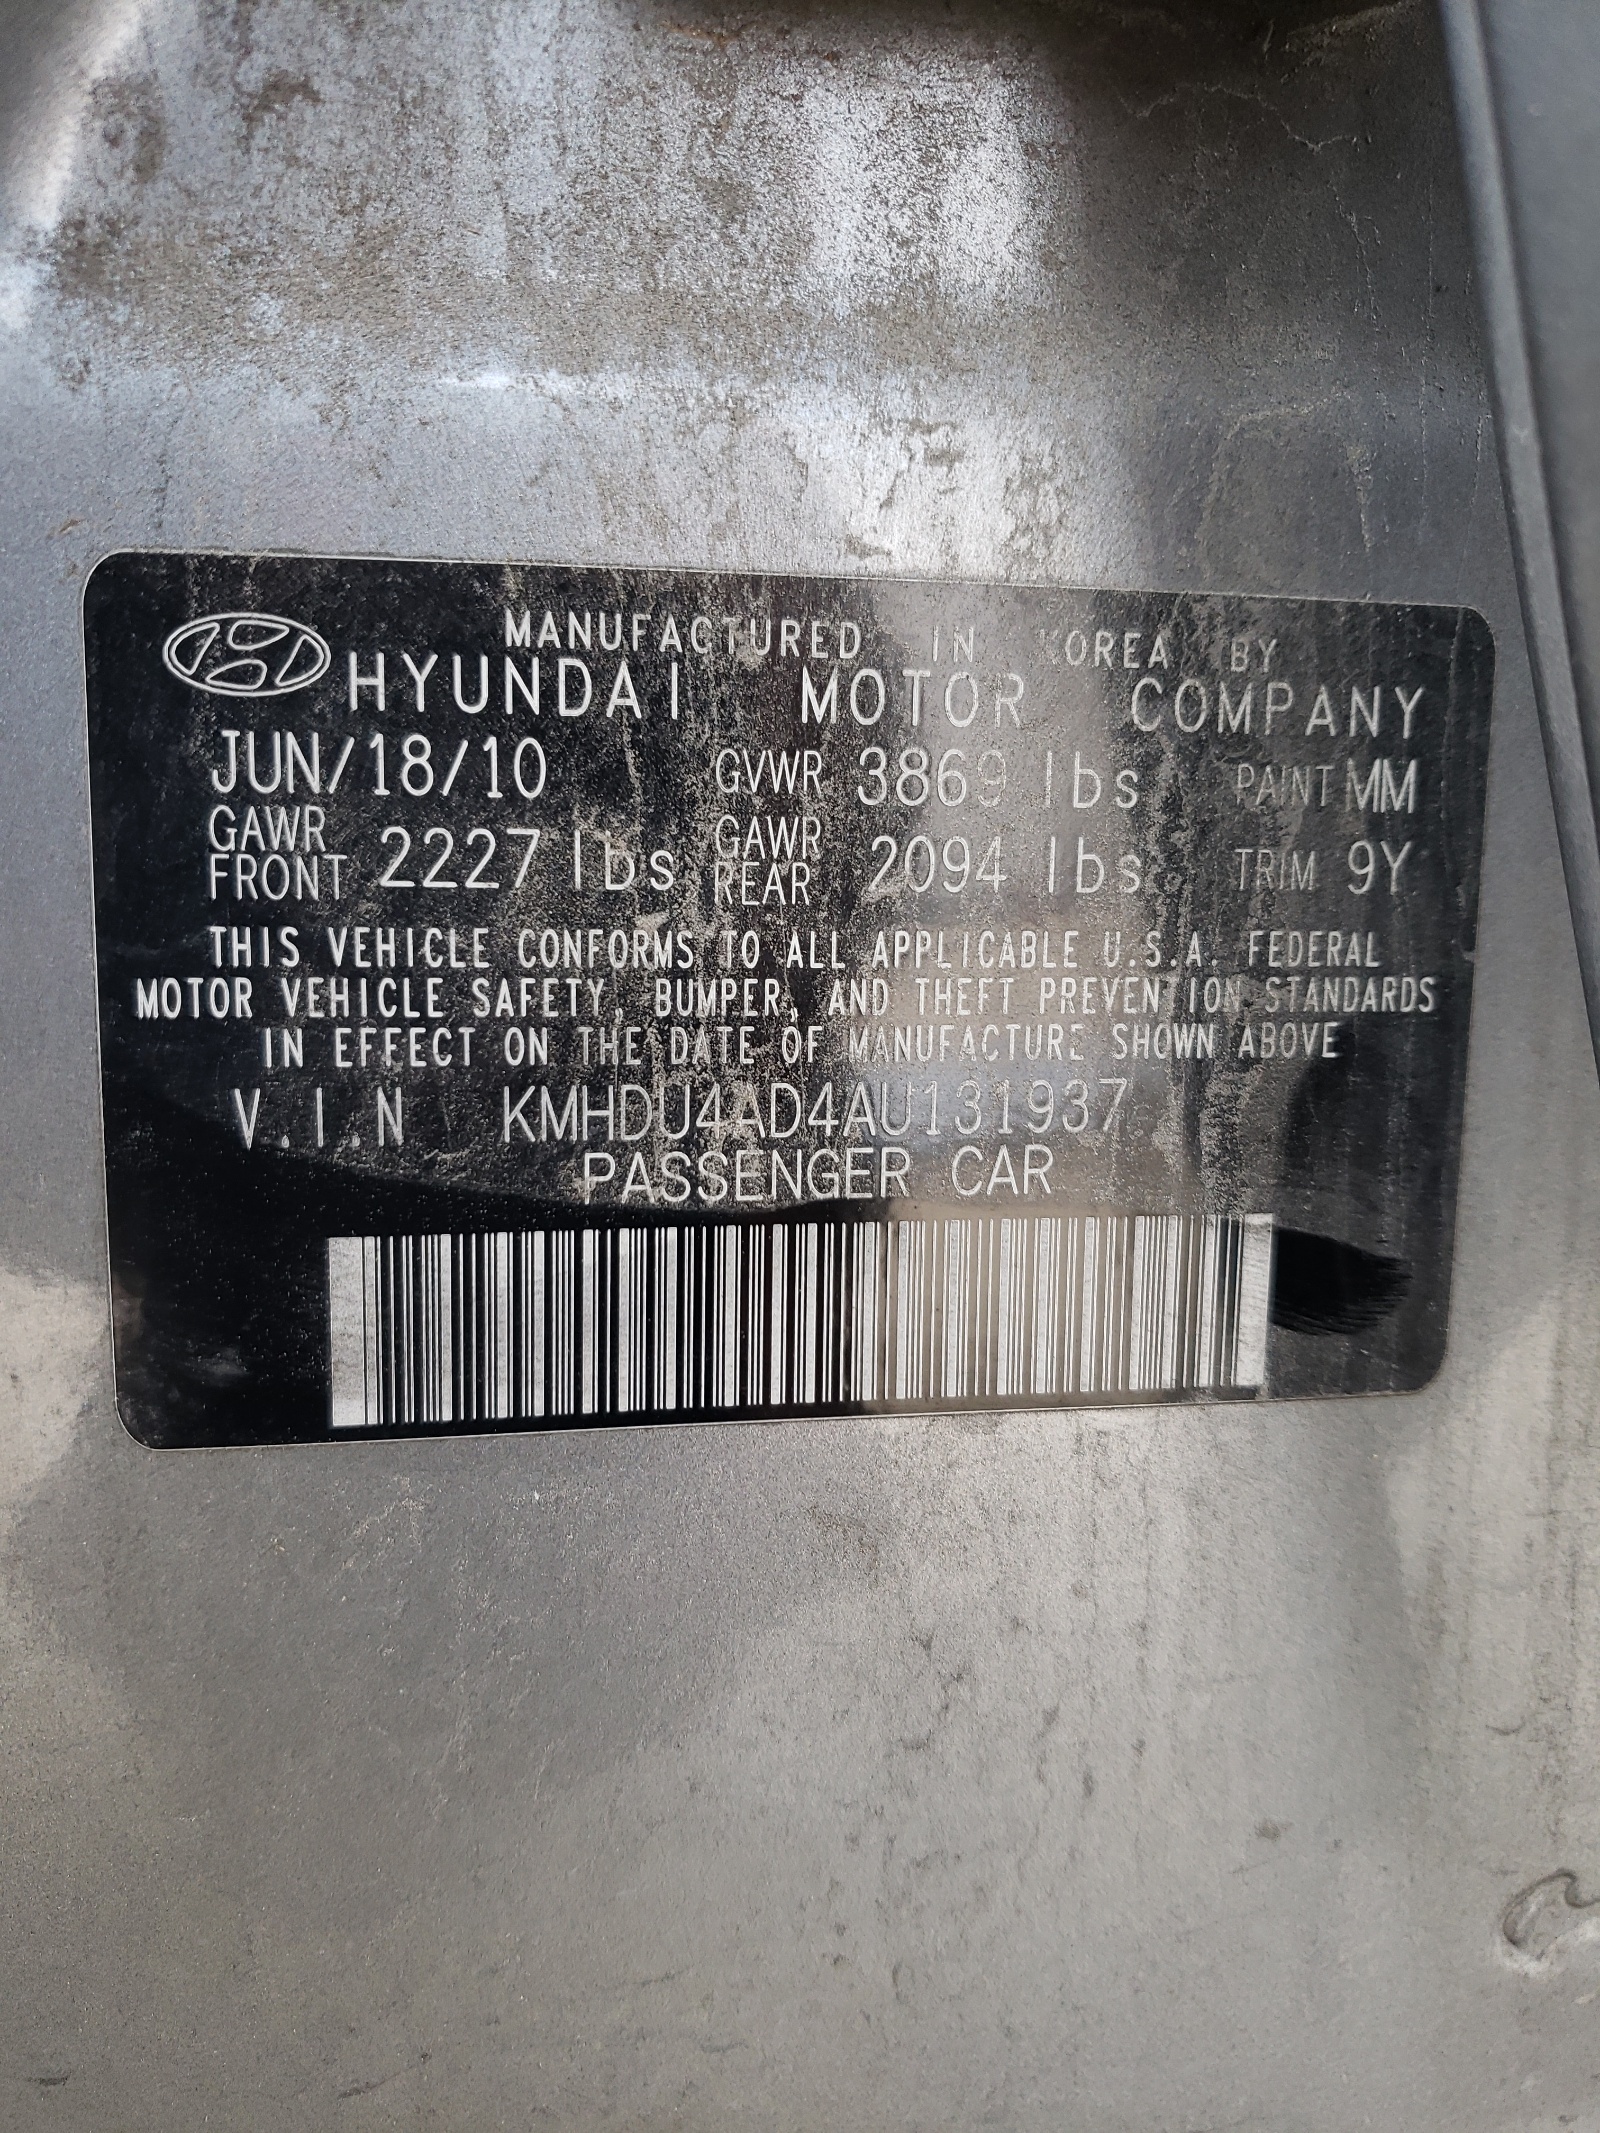 MANUFACTURED IN KOREA BY
HYUNDAI MOTOR COMPANY
JUN/18/10 GVWR 3869 lbs PAINT MM
GAWR FRONT 2227 lbs GAWR REAR 2094 lbs TRIM 9Y
THIS VEHICLE CONFORMS TO ALL APPLICABLE U.S.A. FEDERAL
MOTOR VEHICLE SAFETY, BUMPER, AND THEFT PREVENTION STANDARDS
IN EFFECT ON THE DATE OF MANUFACTURE SHOWN ABOVE
V.I.N KMHDU4AD4AU131937
PASSENGER CAR